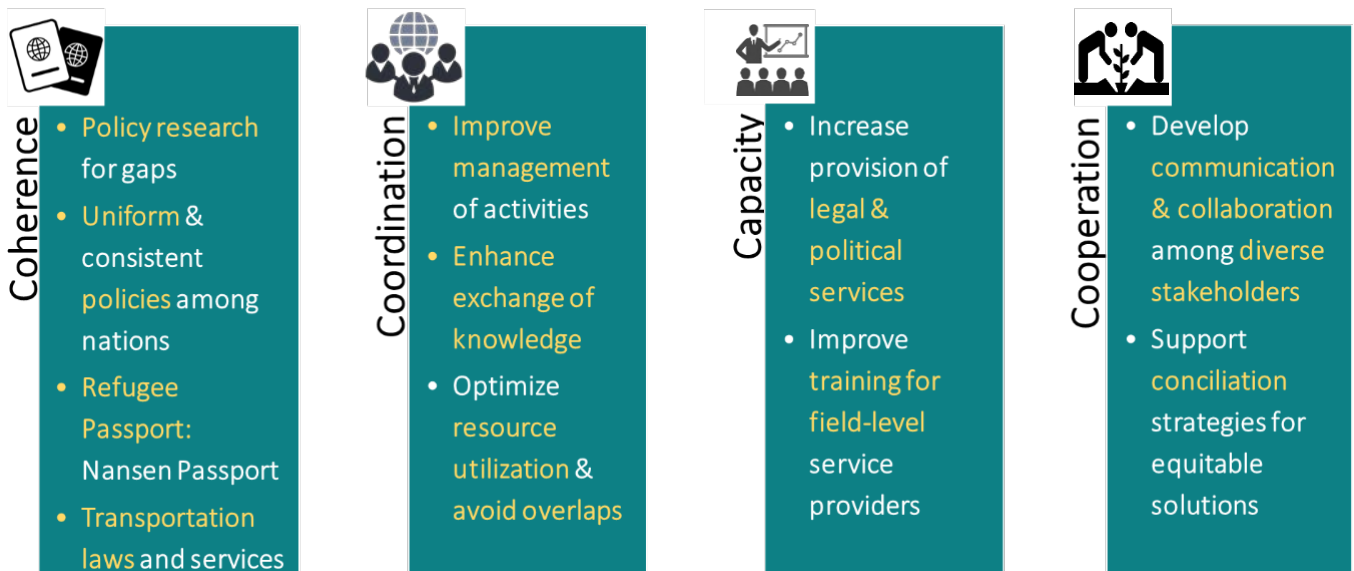 Coherence
• Policy research
for gaps
• Uniform &
consistent
policies among
nations
• Refugee
Passport:
Nansen Passport
• Transportation
laws and services
Coordination
• Improve
management
of activities
• Enhance
exchange of
knowledge
• Optimize
resource
utilization &
avoid overlaps
Capacity
• Increase
provision of
legal &
political
services
• Improve
training for
field-level
service
providers
Cooperation
• Develop
communication
& collaboration
among diverse
stakeholders
• Support
conciliation
strategies for
equitable
solutions